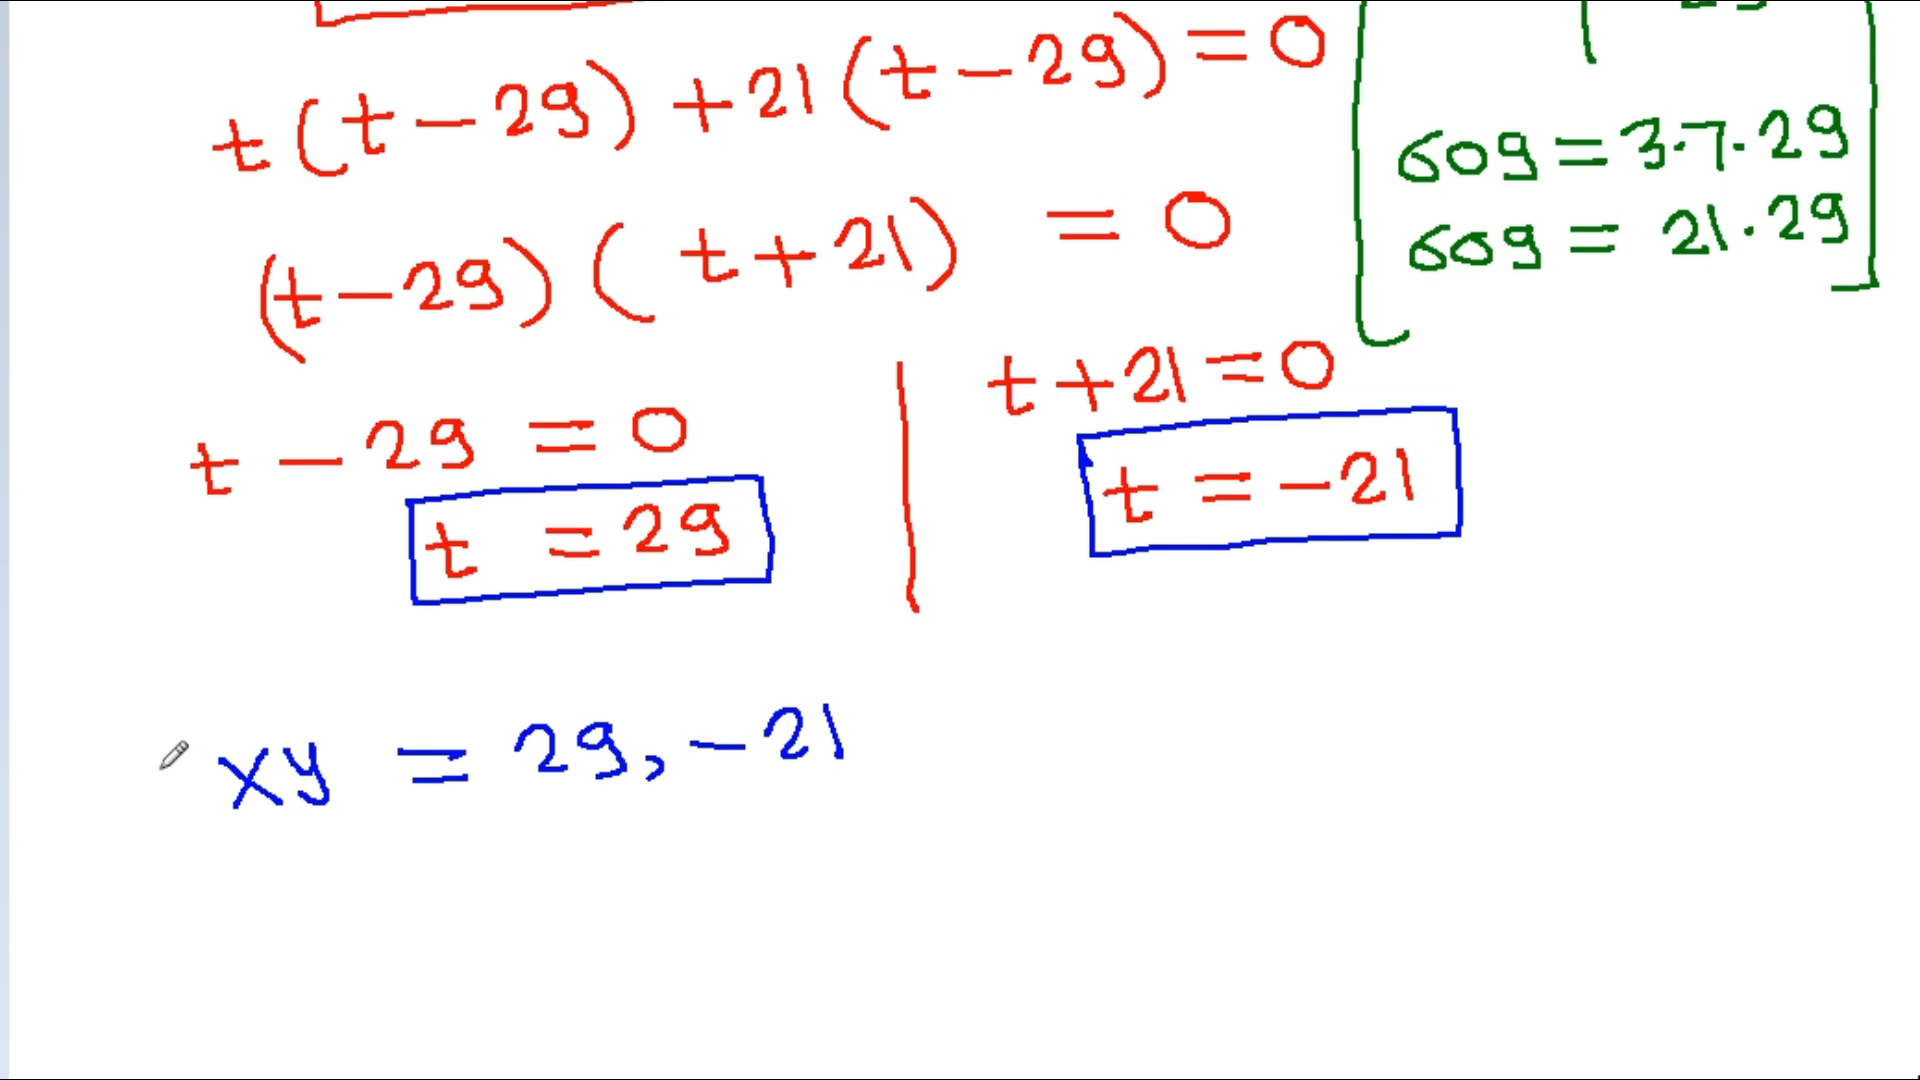 t(t-29)+21(t-29)=0
(t-29)(t+21)=0
t-29=0
t=29
t+21=0
t=-21
xy=29,-21
609=3.7.29
609=21.29